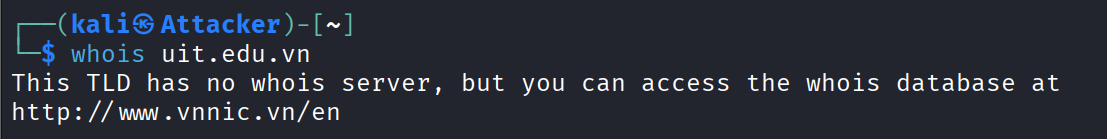 ┌──(kali㉿Attacker)-[~]
└─$ whois uit.edu.vn
This TLD has no whois server, but you can access the whois database at
http://www.vnnic.vn/en